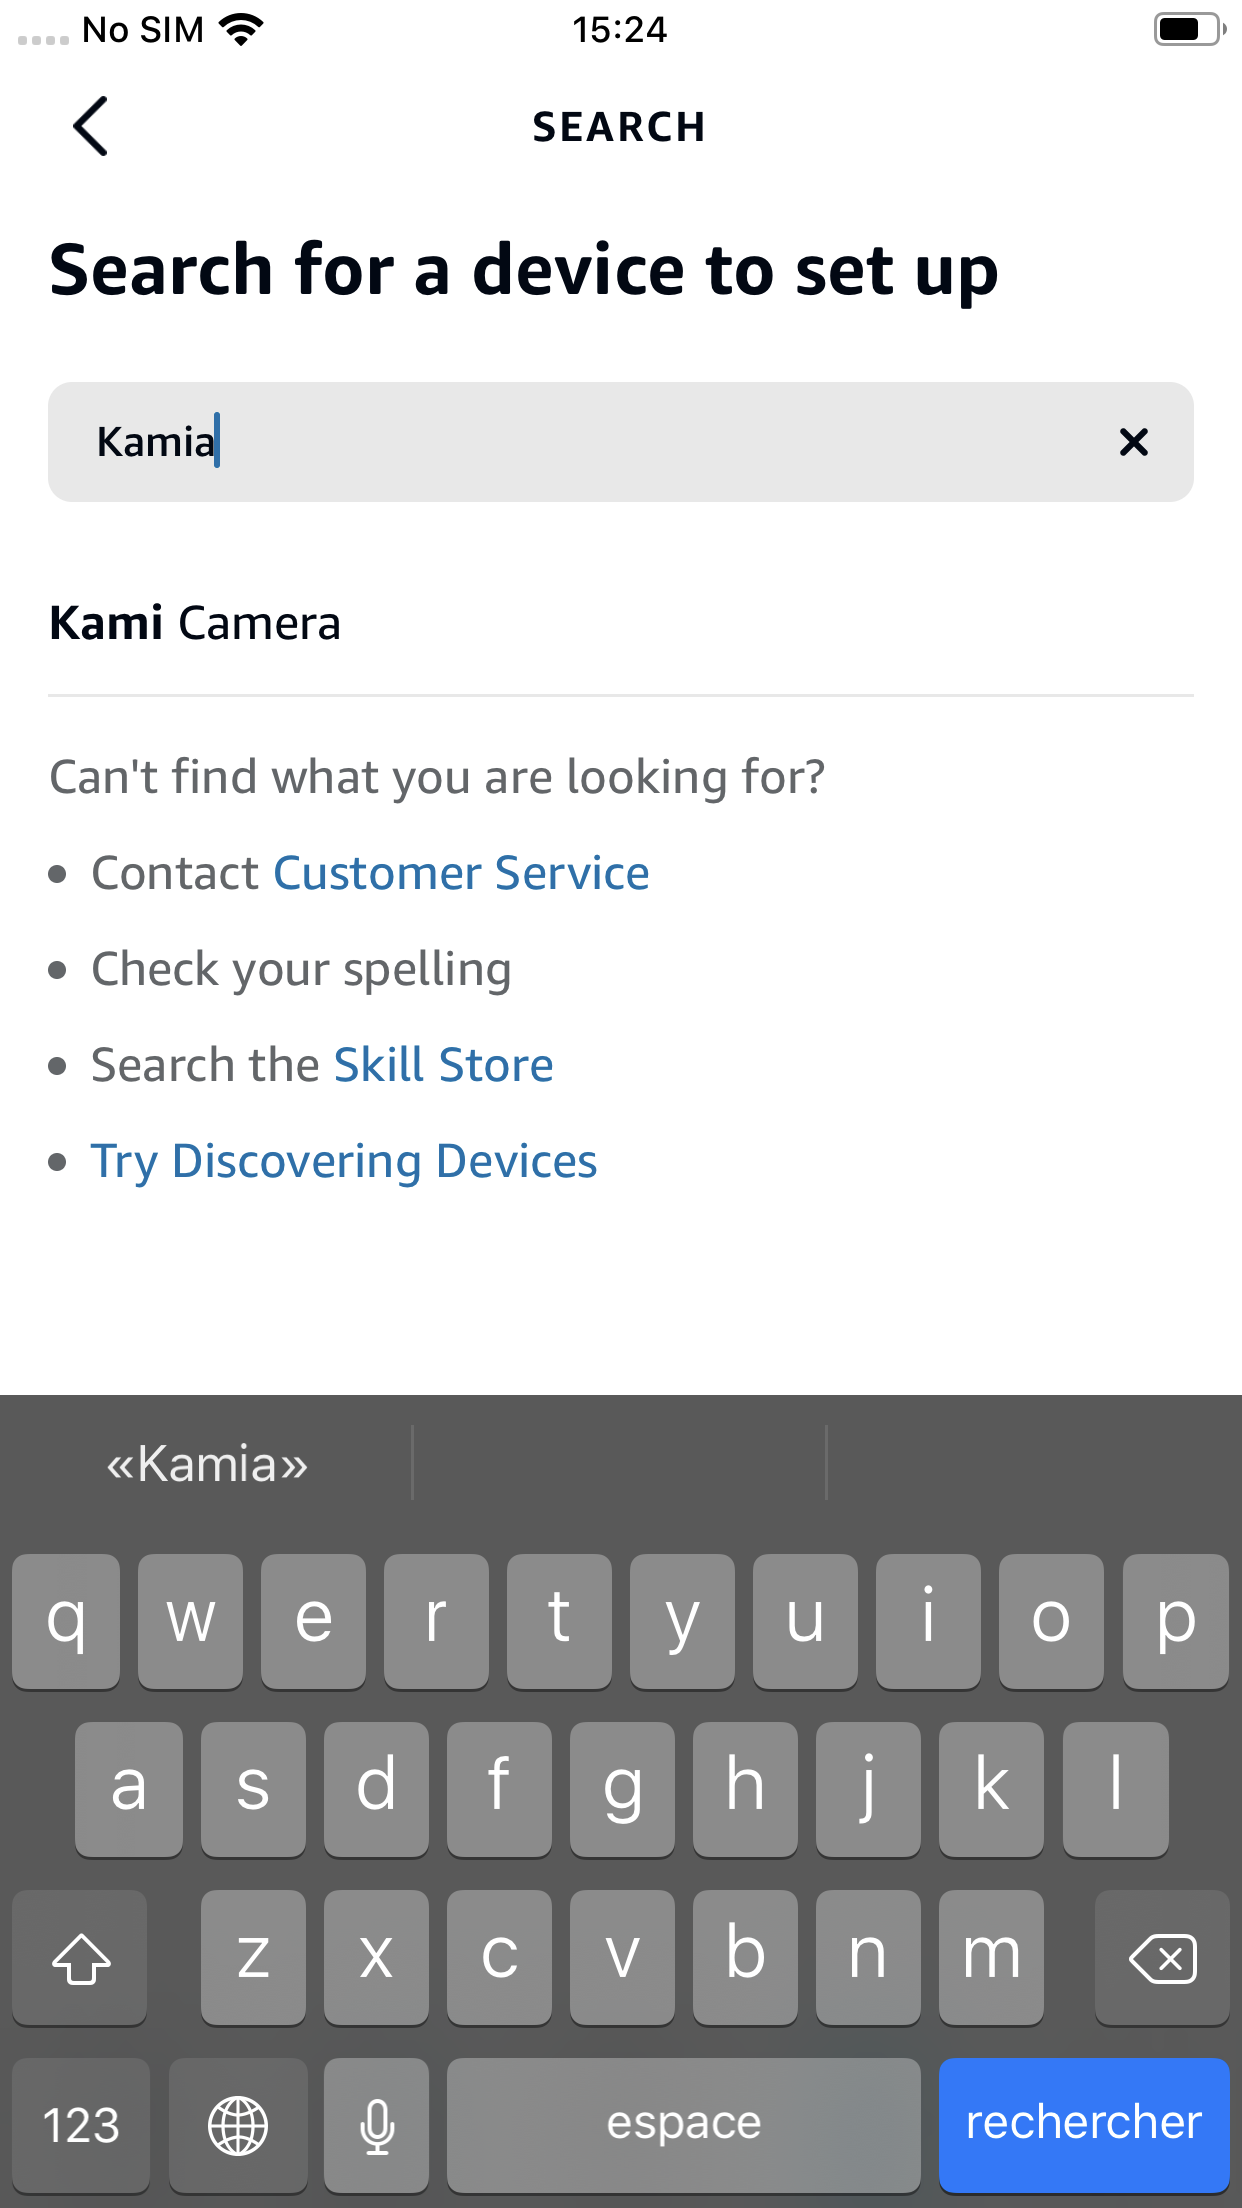 No SIM 15:24
SEARCH
Search for a device to set up
Kamia
Kami Camera
Can't find what you are looking for?
• Contact Customer Service
• Check your spelling
• Search the Skill Store
• Try Discovering Devices
«Kamia»
q w e r t y u i o p
a s d f g h j k l
z x c v b n m
123 espace rechercher